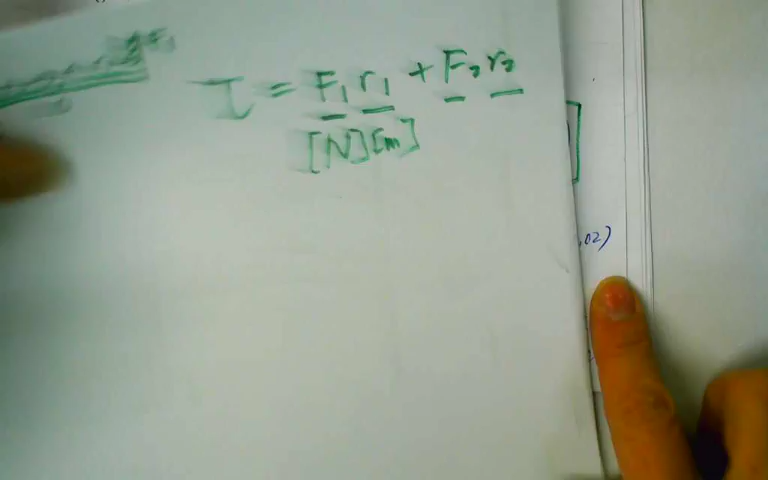 τ = F₁ r₁ + F₂ r₂
[N][m]
,02)